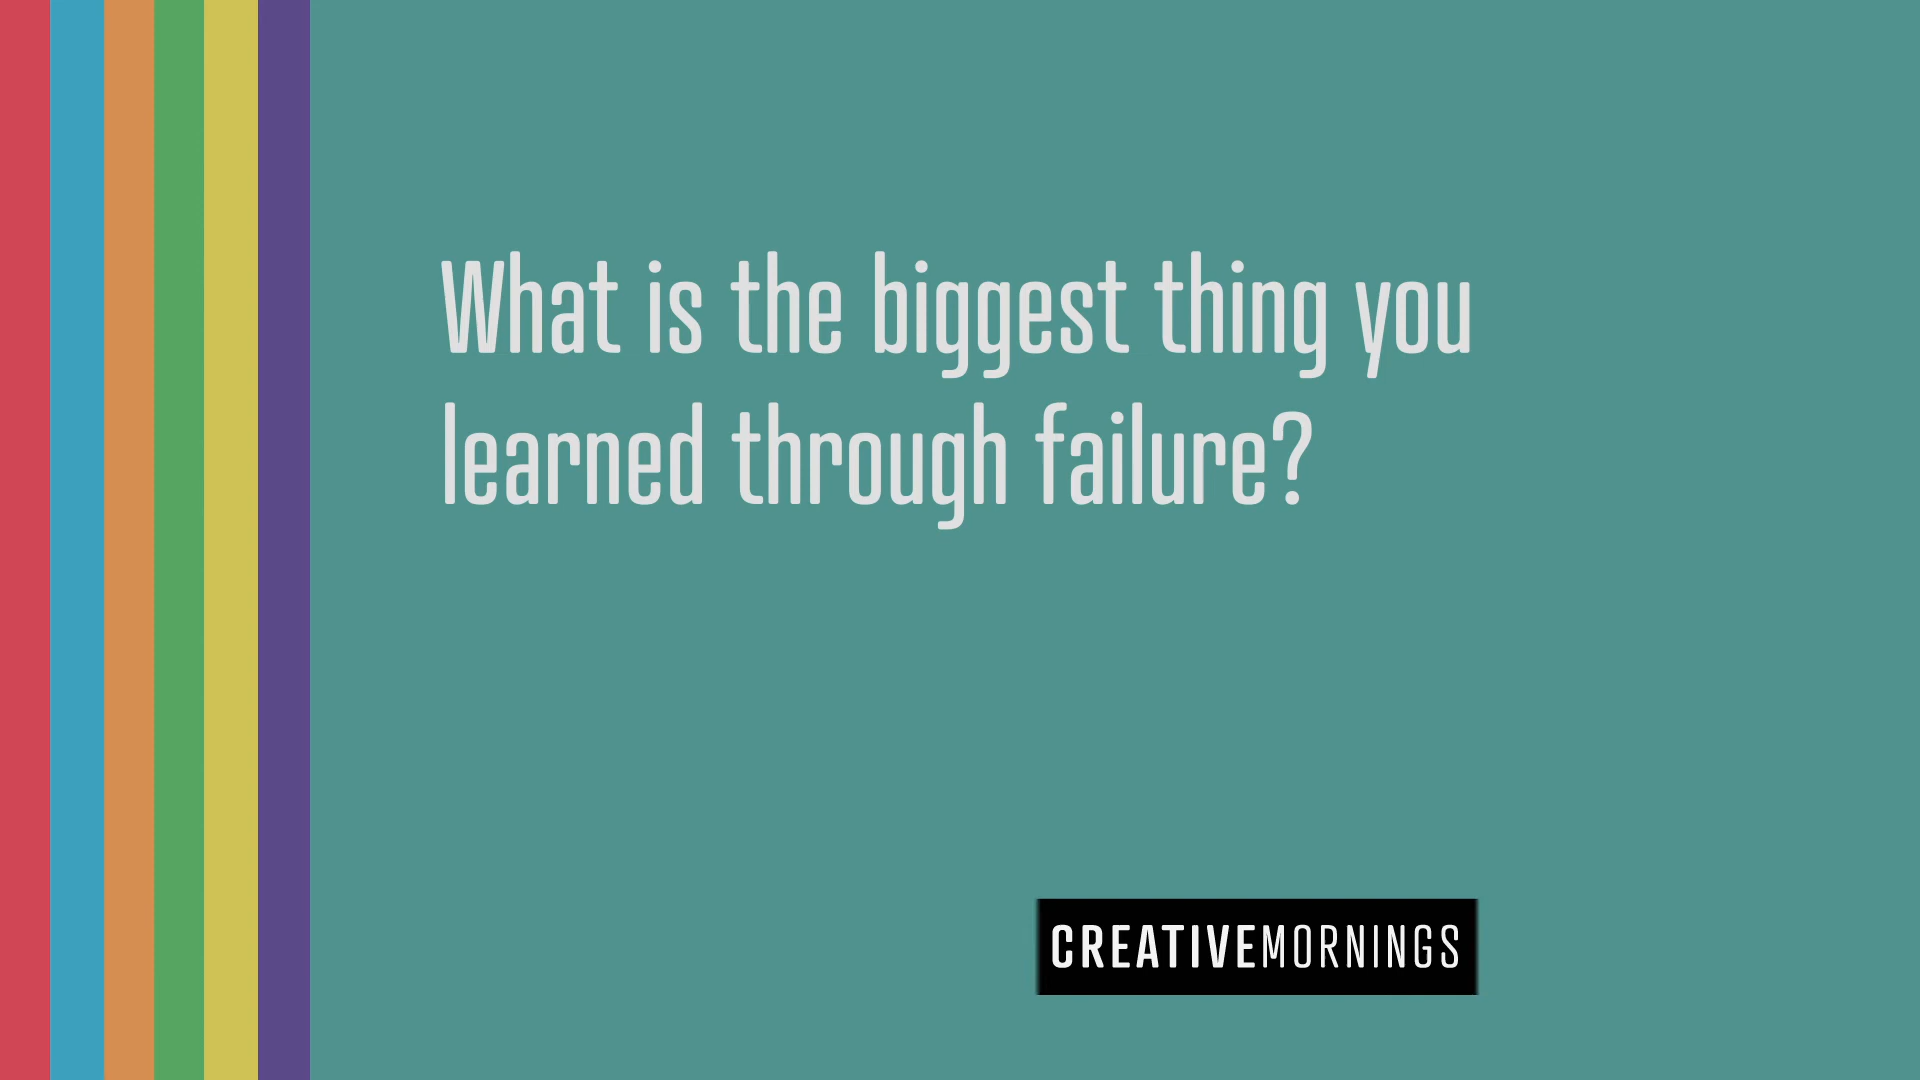 What is the biggest thing you
learned through failure?
CREATIVEMORNINGS